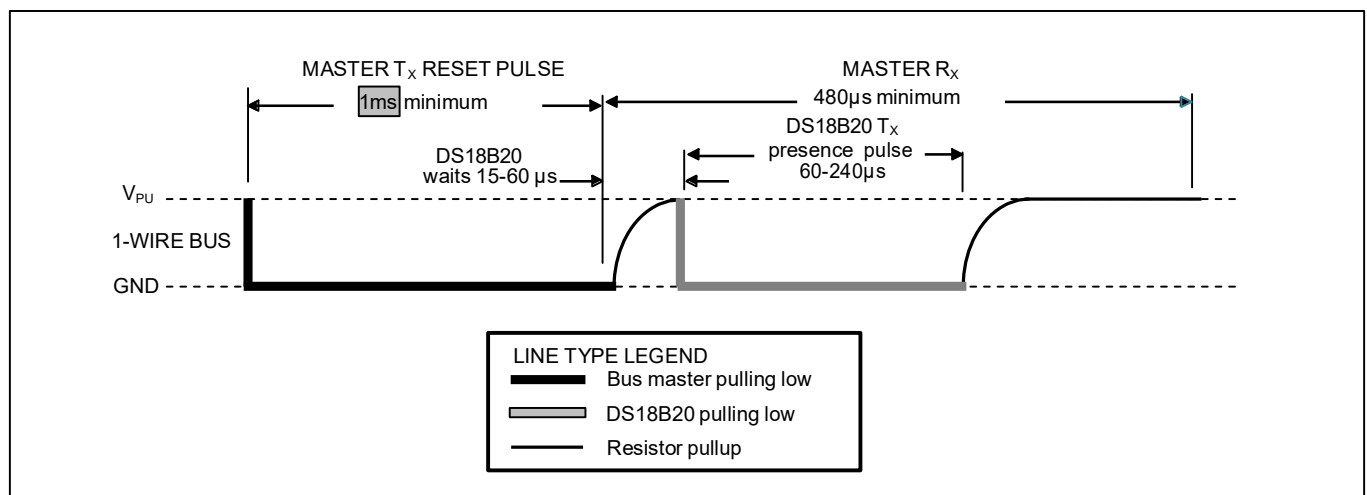 MASTER TX RESET PULSE
1ms minimum
MASTER RX
480µs minimum
DS18B20
waits 15-60 µs
DS18B20 TX
presence pulse
60-240µs
VPU
1-WIRE BUS
GND
LINE TYPE LEGEND
Bus master pulling low
DS18B20 pulling low
Resistor pullup